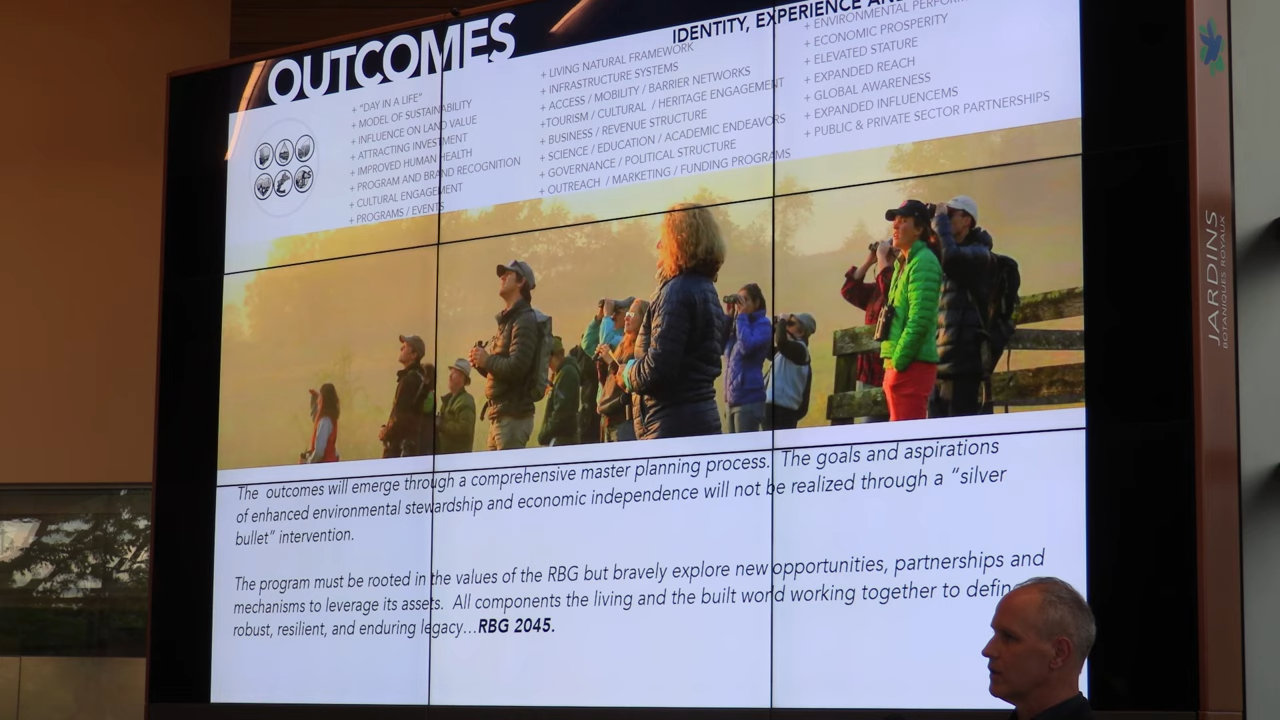 OUTCOMES
IDENTITY, EXPERIENCE AN
+ "DAY IN A LIFE"
+ MODEL OF SUSTAINABILITY
+ INFLUENCE ON LAND VALUE
+ ATTRACTING INVESTMENT
+ IMPROVED HUMAN HEALTH
+ PROGRAM AND BRAND RECOGNITION
+ CULTURAL ENGAGEMENT
+ PROGRAMS / EVENTS
+ LIVING NATURAL FRAMEWORK
+ INFRASTRUCTURE SYSTEMS
+ ACCESS / MOBILITY / BARRIER NETWORKS
+TOURISM / CULTURAL / HERITAGE ENGAGEMENT
+ BUSINESS / REVENUE STRUCTURE
+ SCIENCE / EDUCATION / ACADEMIC ENDEAVORS
+ GOVERNANCE / POLITICAL STRUCTURE
+ OUTREACH / MARKETING / FUNDING PROGRAMS
+ ENVIRONMENTAL PERFOR
+ ECONOMIC PROSPERITY
+ ELEVATED STATURE
+ EXPANDED REACH
+ GLOBAL AWARENESS
+ EXPANDED INFLUENCEMS
+ PUBLIC & PRIVATE SECTOR PARTNERSHIPS
The outcomes will emerge through a comprehensive master planning process. The goals and aspirations
of enhanced environmental stewardship and economic independence will not be realized through a "silver
bullet" intervention.
The program must be rooted in the values of the RBG but bravely explore new opportunities, partnerships and
mechanisms to leverage its assets. All components the living and the built world working together to defin
robust, resilient, and enduring legacy...RBG 2045.
JARDINS
BOTANIQUES ROYAUX